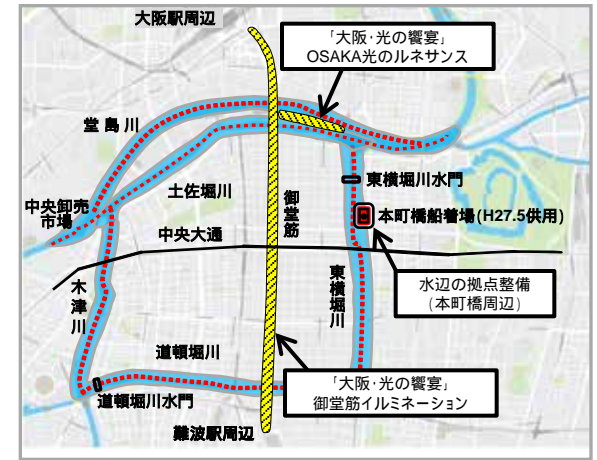 大阪駅周辺
「大阪・光の饗宴」
OSAKA光のルネサンス
堂島川
土佐堀川
東横堀川水門
中央卸売
市場
御堂筋
本町橋船着場(H27.5供用)
中央大通
木津川
東横堀川
水辺の拠点整備
(本町橋周辺)
道頓堀川
「大阪・光の饗宴」
御堂筋イルミネーション
道頓堀川水門
難波駅周辺